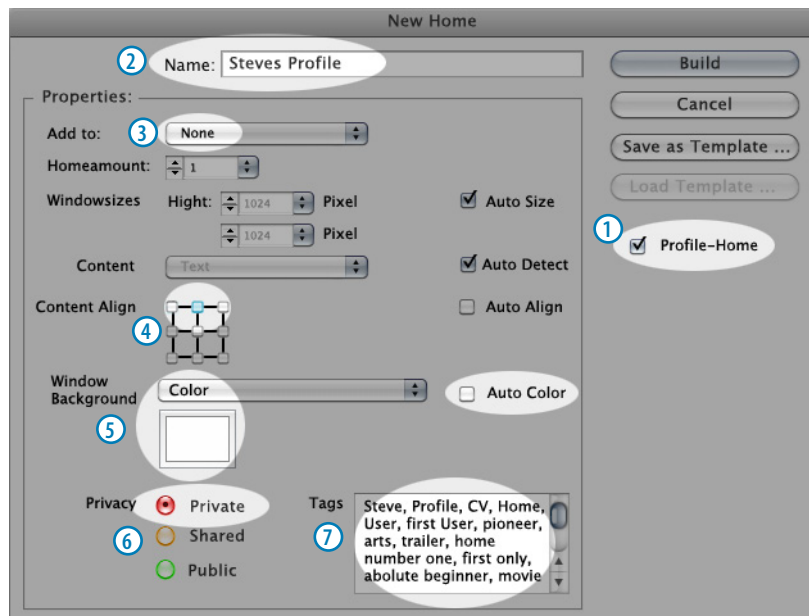 New Home
2 Name: Steves Profile
Build
Properties:
Cancel
3 Add to: None
Save as Template ...
Homeamount: 1
Load Template ...
Windowsizes Hight: 1024 Pixel Auto Size
1 Profile-Home
1024 Pixel
Content Text Auto Detect
Content Align Auto Align
4
Window Background Color Auto Color
5
Privacy Private
6 Shared
Public
7 Tags
Steve, Profile, CV, Home,
User, first User, pioneer,
arts, trailer, home
number one, first only,
abolute beginner, movie